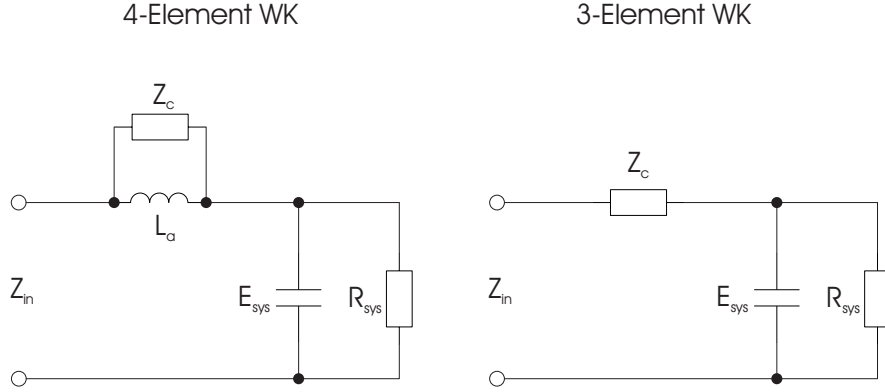 4-Element WK
3-Element WK
Zc
La
Zin
Esys
Rsys
Zc
Zin
Esys
Rsys